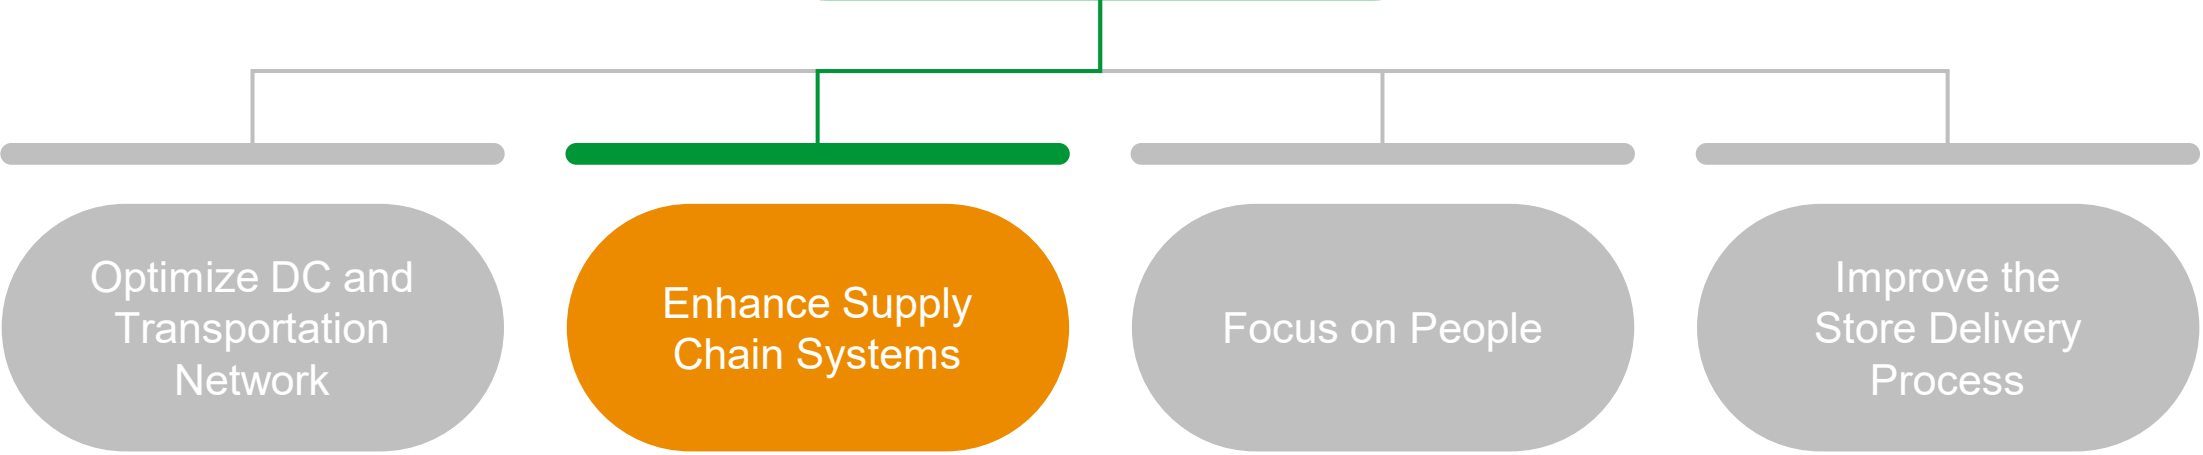 Optimize DC and
Transportation
Network
Enhance Supply
Chain Systems
Focus on People
Improve the
Store Delivery
Process